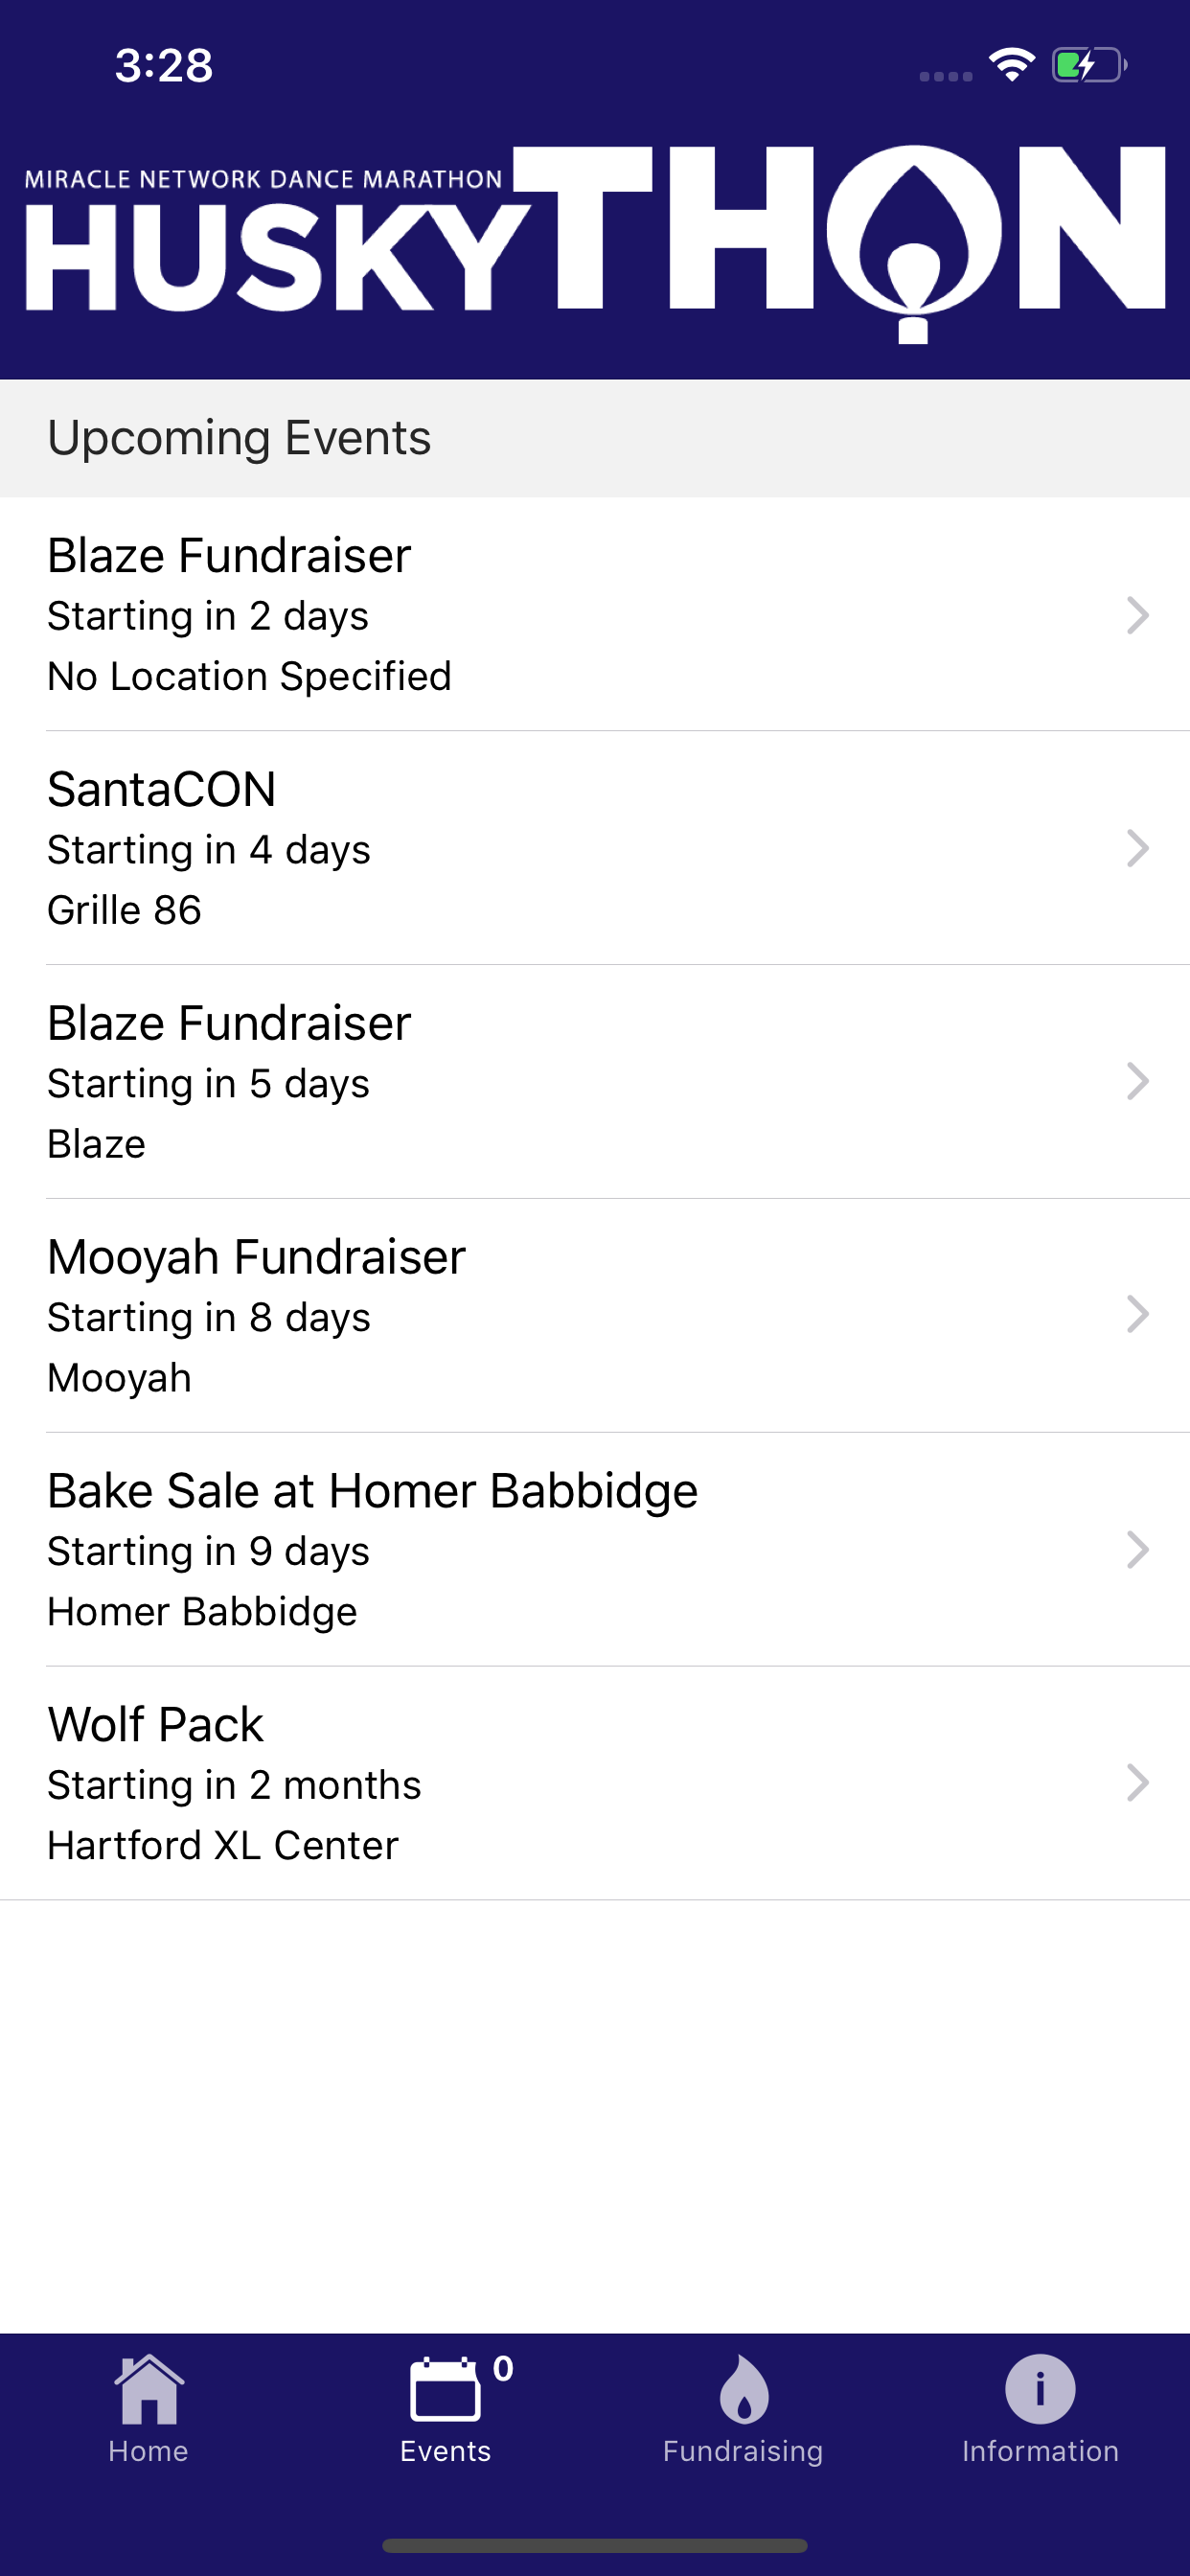 3:28
MIRACLE NETWORK DANCE MARATHON
HUSKYTHON
Upcoming Events
Blaze Fundraiser
Starting in 2 days
No Location Specified
SantaCON
Starting in 4 days
Grille 86
Blaze Fundraiser
Starting in 5 days
Blaze
Mooyah Fundraiser
Starting in 8 days
Mooyah
Bake Sale at Homer Babbidge
Starting in 9 days
Homer Babbidge
Wolf Pack
Starting in 2 months
Hartford XL Center
0
Home
Events
Fundraising
Information